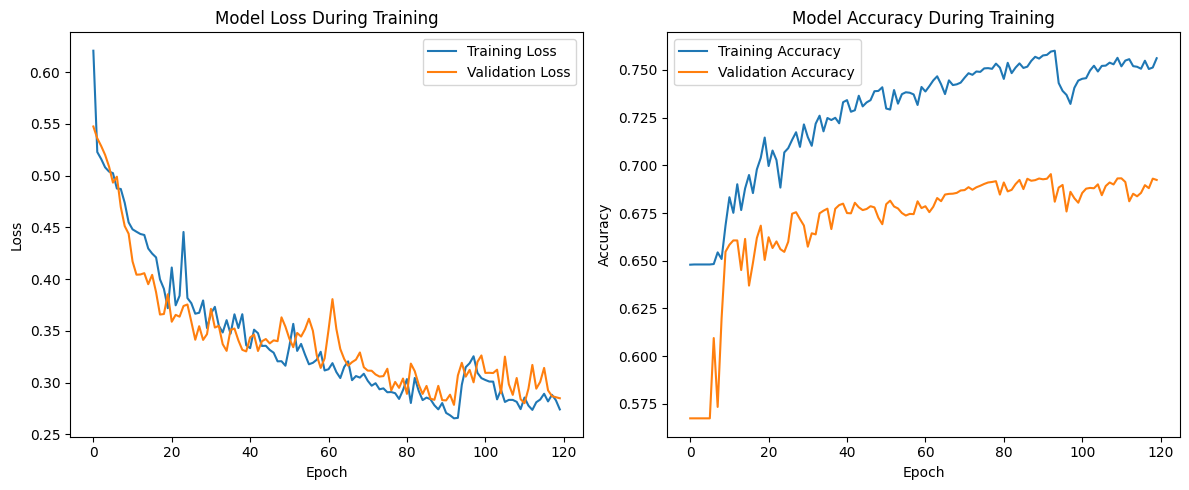 Model Loss During Training
Training Loss
Validation Loss
0.60
0.55
0.50
0.45
0.40
0.35
0.30
0.25
Loss
0 20 40 60 80 100 120
Epoch
Model Accuracy During Training
Training Accuracy
Validation Accuracy
0.750
0.725
0.700
0.675
0.650
0.625
0.600
0.575
Accuracy
0 20 40 60 80 100 120
Epoch